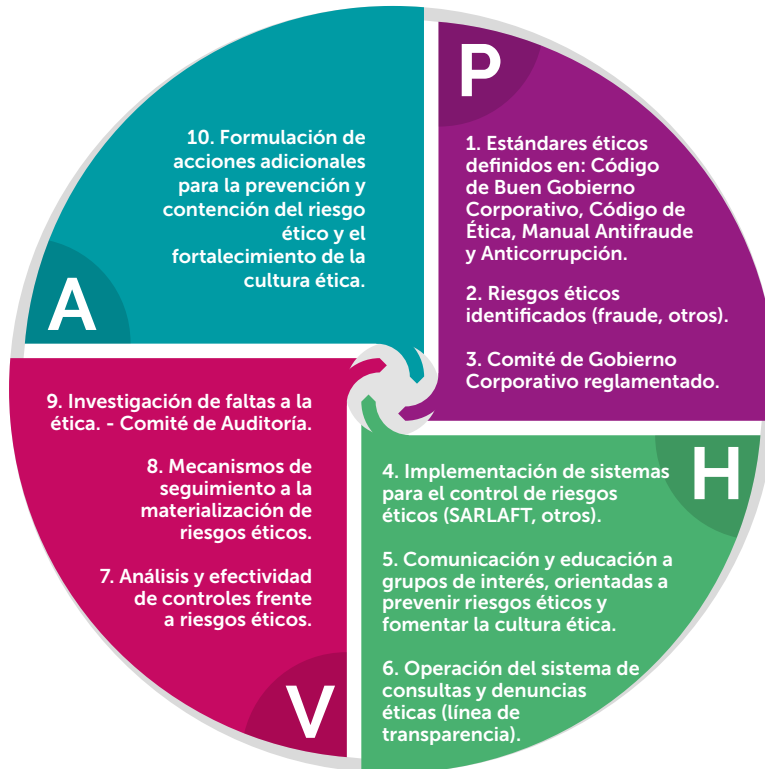 P
1. Estándares éticos
definidos en: Código
de Buen Gobierno
Corporativo, Código de
Ética, Manual Antifraude
y Anticorrupción.
2. Riesgos éticos
identificados (fraude, otros).
3. Comité de Gobierno
Corporativo reglamentado.
H
4. Implementación de sistemas
para el control de riesgos
éticos (SARLAFT, otros).
5. Comunicación y educación a
grupos de interés, orientadas a
prevenir riesgos éticos y
fomentar la cultura ética.
6. Operación del sistema de
consultas y denuncias
éticas (línea de
transparencia).
V
9. Investigación de faltas a la
ética. - Comité de Auditoría.
8. Mecanismos de
seguimiento a la
materialización de
riesgos éticos.
7. Análisis y efectividad
de controles frente
a riesgos éticos.
A
10. Formulación de
acciones adicionales
para la prevención y
contención del riesgo
ético y el
fortalecimiento de la
cultura ética.